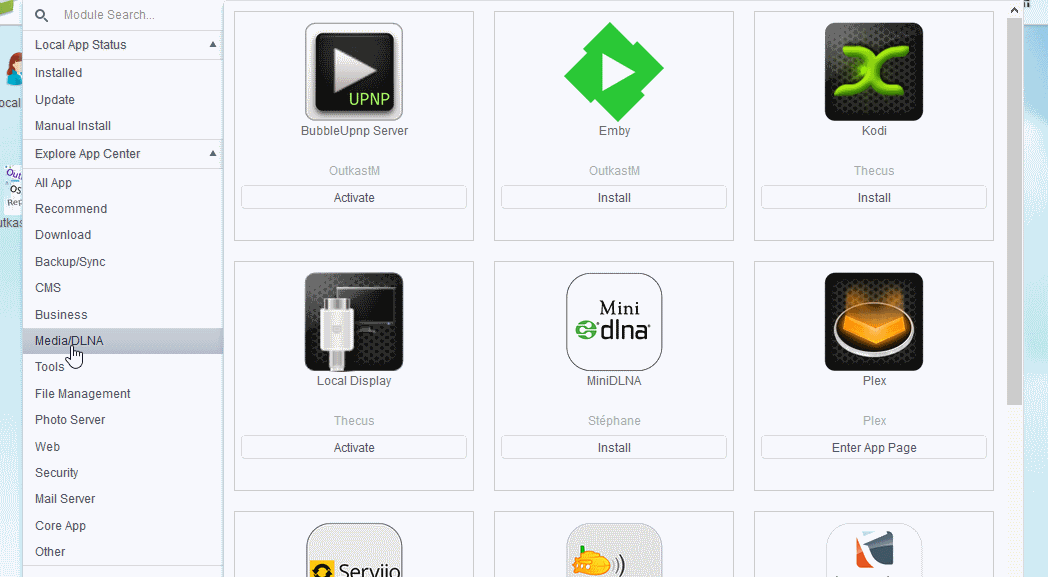 Module Search...
Local App Status
Installed
Update
Manual Install
Explore App Center
All App
Recommend
Download
Backup/Sync
CMS
Business
Media/DLNA
Tools
File Management
Photo Server
Web
Security
Mail Server
Core App
Other
UPNP
BubbleUpnp Server
OutkastM
Activate
Emby
OutkastM
Install
Kodi
Thecus
Install
Local Display
Thecus
Activate
Mini
dlna
MiniDLNA
Stéphane
Install
Plex
Plex
Enter App Page
Serviio